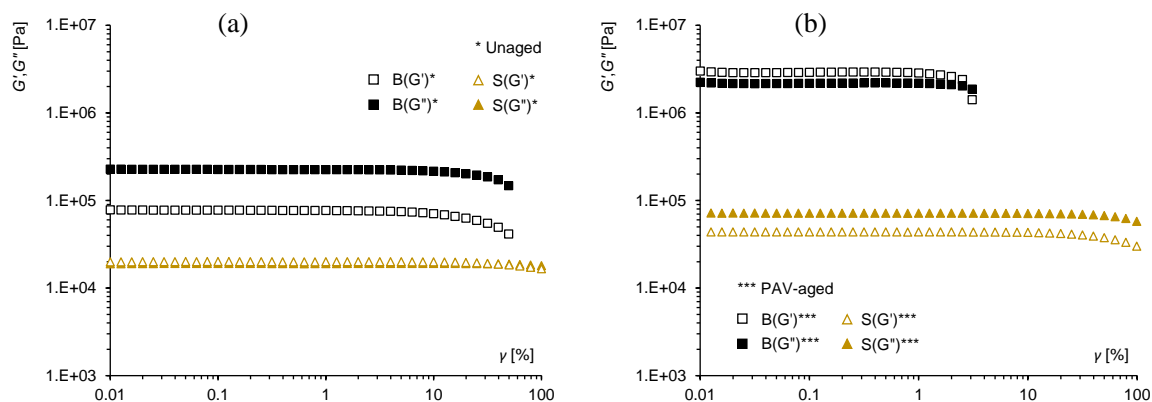 (a)
G′,G″ [Pa]
1.E+07
1.E+06
1.E+05
1.E+04
1.E+03
* Unaged
B(G')* S(G')*
B(G")* S(G")*
γ [%]
0.01 0.1 1 10 100
(b)
G′,G″ [Pa]
1.E+07
1.E+06
1.E+05
1.E+04
1.E+03
*** PAV-aged
B(G')*** S(G')***
B(G")*** S(G")***
γ [%]
0.01 0.1 1 10 100